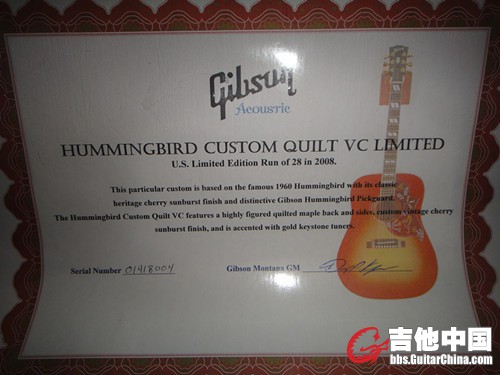 Gibson
Acoustic
HUMMINGBIRD CUSTOM QUILT VC LIMITED
U.S. Limited Edition Run of 28 in 2008.
This particular custom is based on the famous 1960 Hummingbird with its classic
heritage cherry sunburst finish and distinctive Gibson Hummingbird Pickguard.
The Hummingbird Custom Quilt VC features a highly figured quilted maple back and sides, custom vintage cherry
sunburst finish, and is accented with gold keystone tuners.
Serial Number 01418004
Gibson Montana GM
吉他中国
bbs.GuitarChina.com